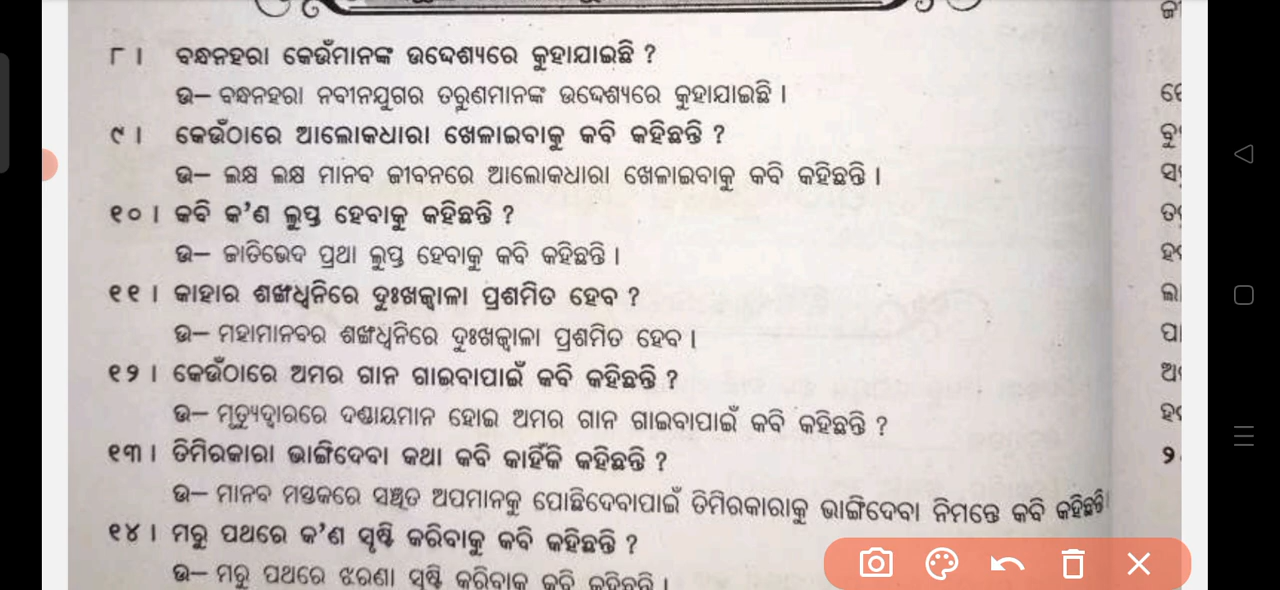 ୮ । ବନ୍ଧନହରା କେଉଁମାନଙ୍କ ଉଦ୍ଦେଶ୍ୟରେ କୁହାଯାଇଛି ?
ଉ– ବନ୍ଧନହରା ନବୀନଯୁଗର ତରୁଣମାନଙ୍କ ଉଦ୍ଦେଶ୍ୟରେ କୁହାଯାଇଛି ।
୯ । କେଉଁଠାରେ ଆଲୋକଧାରା ଖେଳାଇବାକୁ କବି କହିଛନ୍ତି ?
ଉ– ଲକ୍ଷ ଲକ୍ଷ ମାନବ ଜୀବନରେ ଆଲୋକଧାରା ଖେଳାଇବାକୁ କବି କହିଛନ୍ତି ।
୧୦ । କବି କ’ଣ ଲୁପ୍ତ ହେବାକୁ କହିଛନ୍ତି ?
ଉ– ଜାତିଭେଦ ପ୍ରଥା ଲୁପ୍ତ ହେବାକୁ କବି କହିଛନ୍ତି ।
୧୧ । କାହାର ଶଙ୍ଖଧ୍ୱନିରେ ଦୁଃଖଜ୍ୱାଳା ପ୍ରଶମିତ ହେବ ?
ଉ– ମହାମାନବର ଶଙ୍ଖଧ୍ୱନିରେ ଦୁଃଖଜ୍ୱାଳା ପ୍ରଶମିତ ହେବ ।
୧୨ । କେଉଁଠାରେ ଅମର ଗାନ ଗାଇବାପାଇଁ କବି କହିଛନ୍ତି ?
ଉ– ମୃତ୍ୟୁଦ୍ୱାରରେ ଦଣ୍ଡାୟମାନ ହୋଇ ଅମର ଗାନ ଗାଇବାପାଇଁ କବି କହିଛନ୍ତି ?
୧୩ । ତିମିରକାରା ଭାଙ୍ଗିଦେବା କଥା କବି କାହିଁକି କହିଛନ୍ତି ?
ଉ– ମାନବ ମସ୍ତକରେ ସଞ୍ଚିତ ଅପମାନକୁ ପୋଛିଦେବାପାଇଁ ତିମିରକାରାକୁ ଭାଙ୍ଗିଦେବା ନିମନ୍ତେ କବି କହିଛନ୍ତି।
୧୪ । ମରୁ ପଥରେ କ’ଣ ସୃଷ୍ଟି କରିବାକୁ କବି କହିଛନ୍ତି ?
ଉ– ମରୁ ପଥରେ ଝରଣା ସୃଷ୍ଟି କରିବାକୁ କବି କହିଛନ୍ତି ।